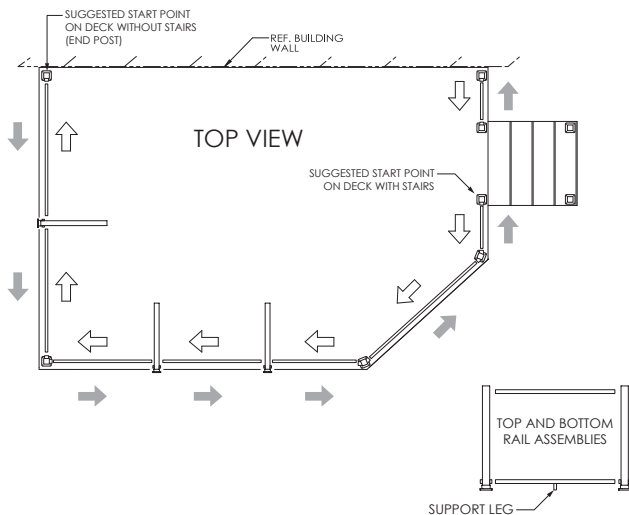 SUGGESTED START POINT
ON DECK WITHOUT STAIRS
(END POST)
REF. BUILDING
WALL
TOP VIEW
SUGGESTED START POINT
ON DECK WITH STAIRS
TOP AND BOTTOM
RAIL ASSEMBLIES
SUPPORT LEG